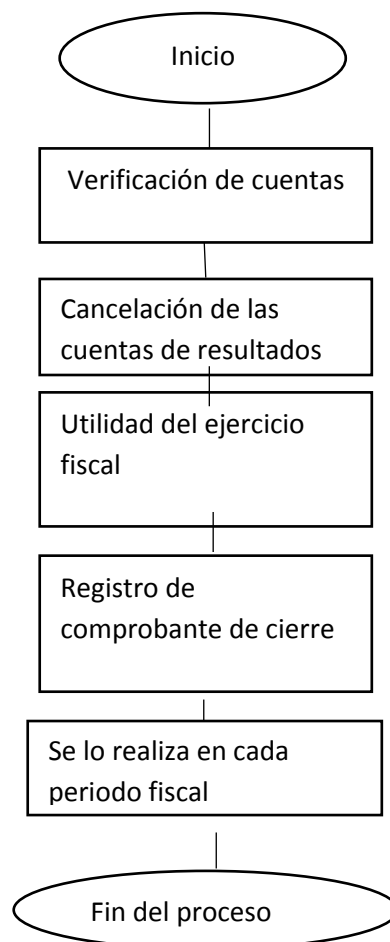 Inicio
Verificación de cuentas
Cancelación de las
cuentas de resultados
Utilidad del ejercicio
fiscal
Registro de
comprobante de cierre
Se lo realiza en cada
periodo fiscal
Fin del proceso